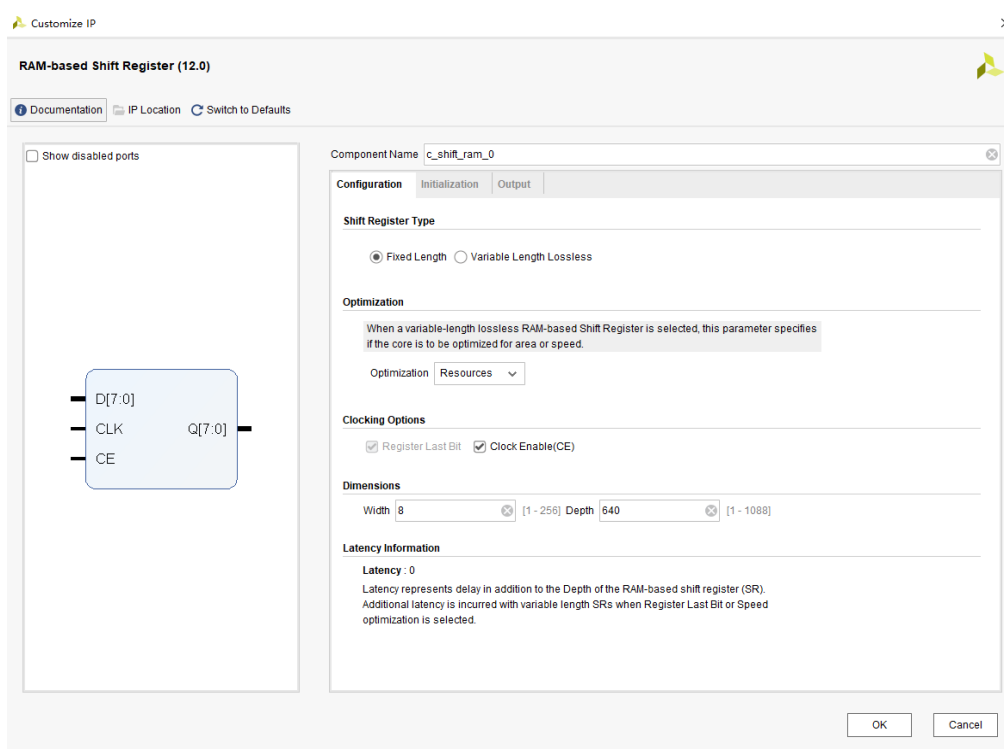 Customize IP
RAM-based Shift Register (12.0)
Documentation IP Location Switch to Defaults
Show disabled ports
D[7:0]
CLK Q[7:0]
CE
Component Name c_shift_ram_0
Configuration Initialization Output
Shift Register Type
Fixed Length Variable Length Lossless
Optimization
When a variable-length lossless RAM-based Shift Register is selected, this parameter specifies
if the core is to be optimized for area or speed.
Optimization Resources
Clocking Options
Register Last Bit Clock Enable(CE)
Dimensions
Width 8 [1 - 256] Depth 640 [1 - 1088]
Latency Information
Latency : 0
Latency represents delay in addition to the Depth of the RAM-based shift register (SR).
Additional latency is incurred with variable length SRs when Register Last Bit or Speed
optimization is selected.
OK Cancel